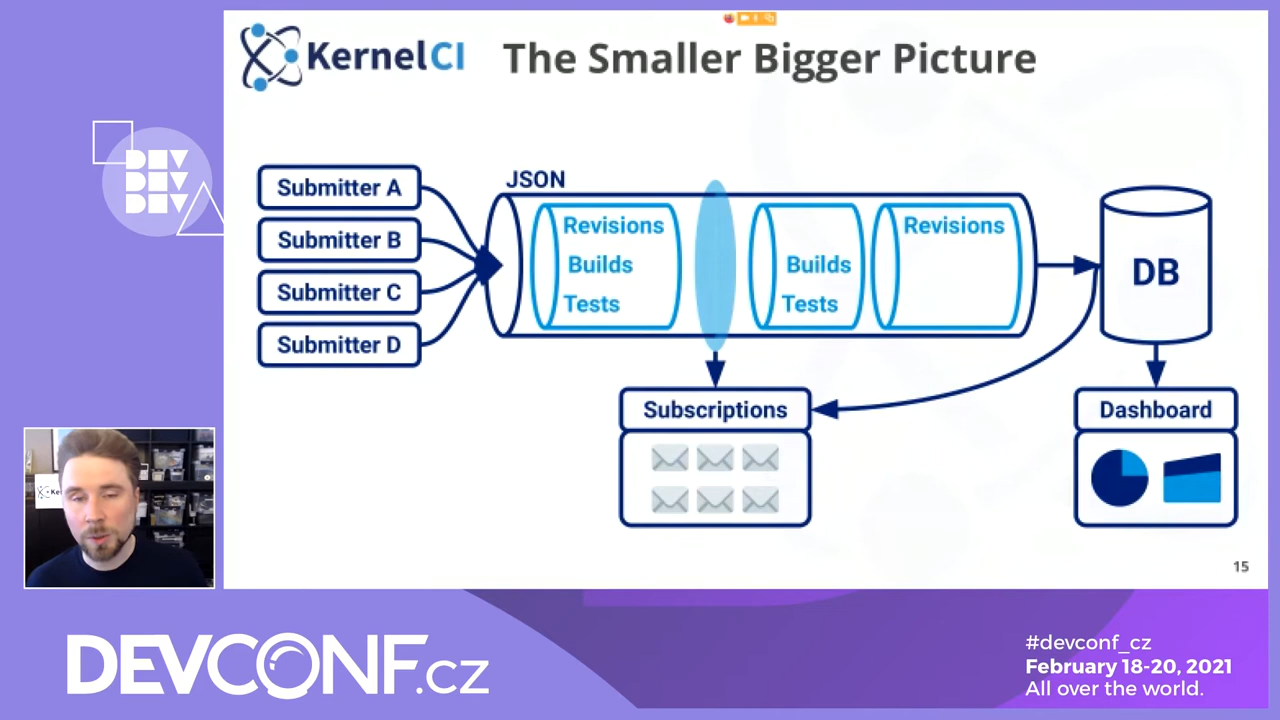 KernelCI
The Smaller Bigger Picture
DEV
DEV
DEV
Submitter A
Submitter B
Submitter C
Submitter D
JSON
Revisions
Builds
Tests
Builds
Tests
Revisions
DB
Subscriptions
Dashboard
15
DEVCONF.cz
#devconf_cz
February 18-20, 2021
All over the world.